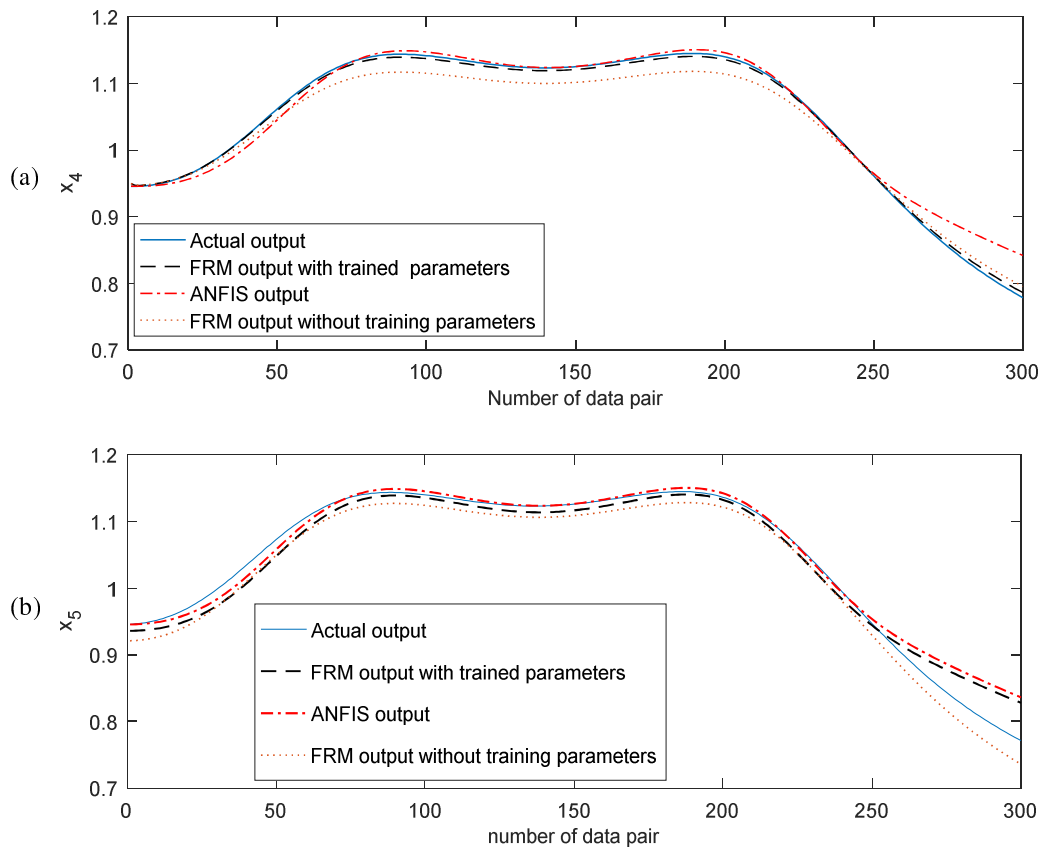 (a)
x4
1.2
1.1
1
0.9
0.8
0.7
Actual output
FRM output with trained parameters
ANFIS output
FRM output without training parameters
0 50 100 150 200 250 300
Number of data pair
(b)
x5
1.2
1.1
1
0.9
0.8
0.7
Actual output
FRM output with trained parameters
ANFIS output
FRM output without training parameters
0 50 100 150 200 250 300
number of data pair